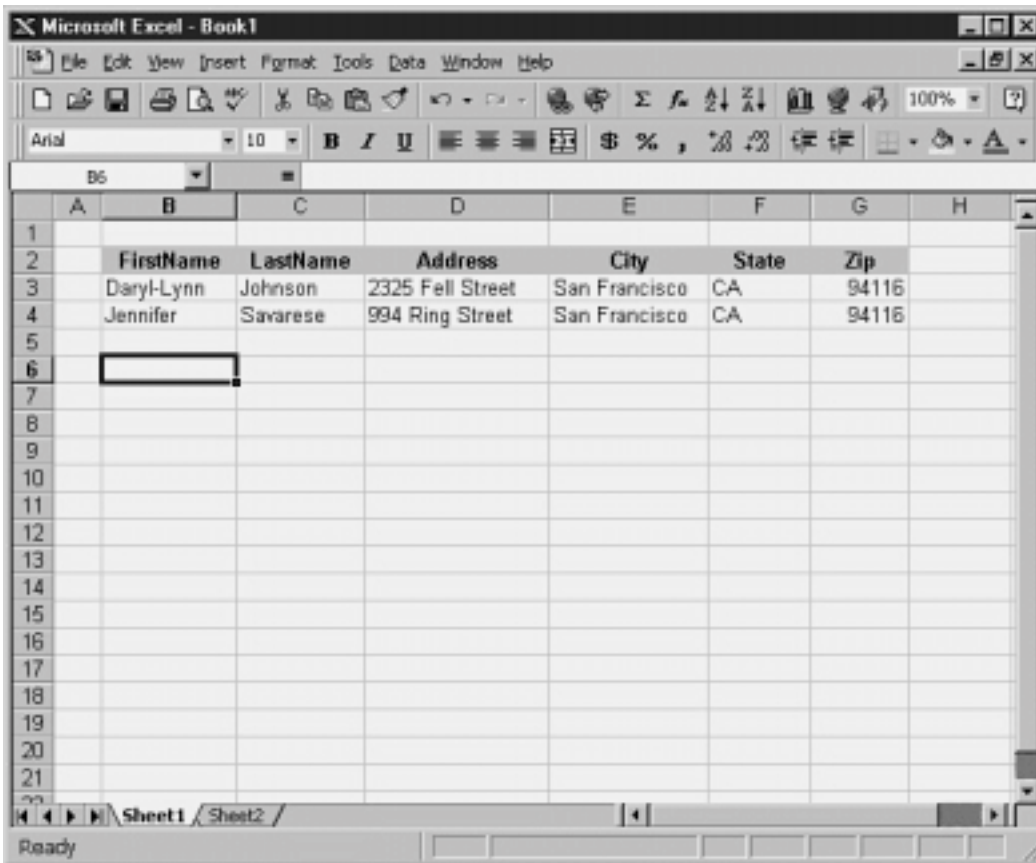 Microsoft Excel - Book1
File Edit View Insert Format Tools Data Window Help
100%
Arial 10 B I U $ % ,
B6 =
A B C D E F G H
1
2 FirstName LastName Address City State Zip
3 Daryl-Lynn Johnson 2325 Fell Street San Francisco CA 94116
4 Jennifer Savarese 994 Ring Street San Francisco CA 94116
5
6
7
8
9
10
11
12
13
14
15
16
17
18
19
20
21
22
Sheet1 Sheet2
Ready